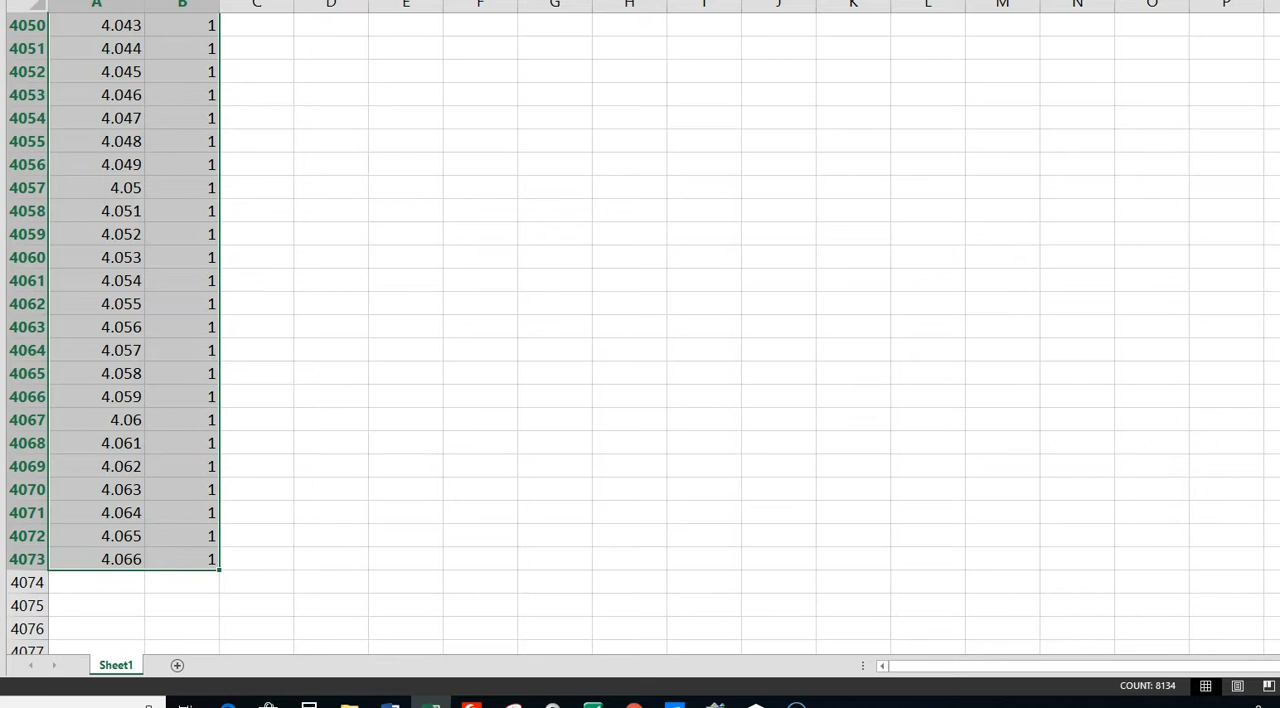 A B C D E F G H I J K L M N O P
4050 4.043 1
4051 4.044 1
4052 4.045 1
4053 4.046 1
4054 4.047 1
4055 4.048 1
4056 4.049 1
4057 4.05 1
4058 4.051 1
4059 4.052 1
4060 4.053 1
4061 4.054 1
4062 4.055 1
4063 4.056 1
4064 4.057 1
4065 4.058 1
4066 4.059 1
4067 4.06 1
4068 4.061 1
4069 4.062 1
4070 4.063 1
4071 4.064 1
4072 4.065 1
4073 4.066 1
4074
4075
4076
4077
Sheet1
COUNT: 8134